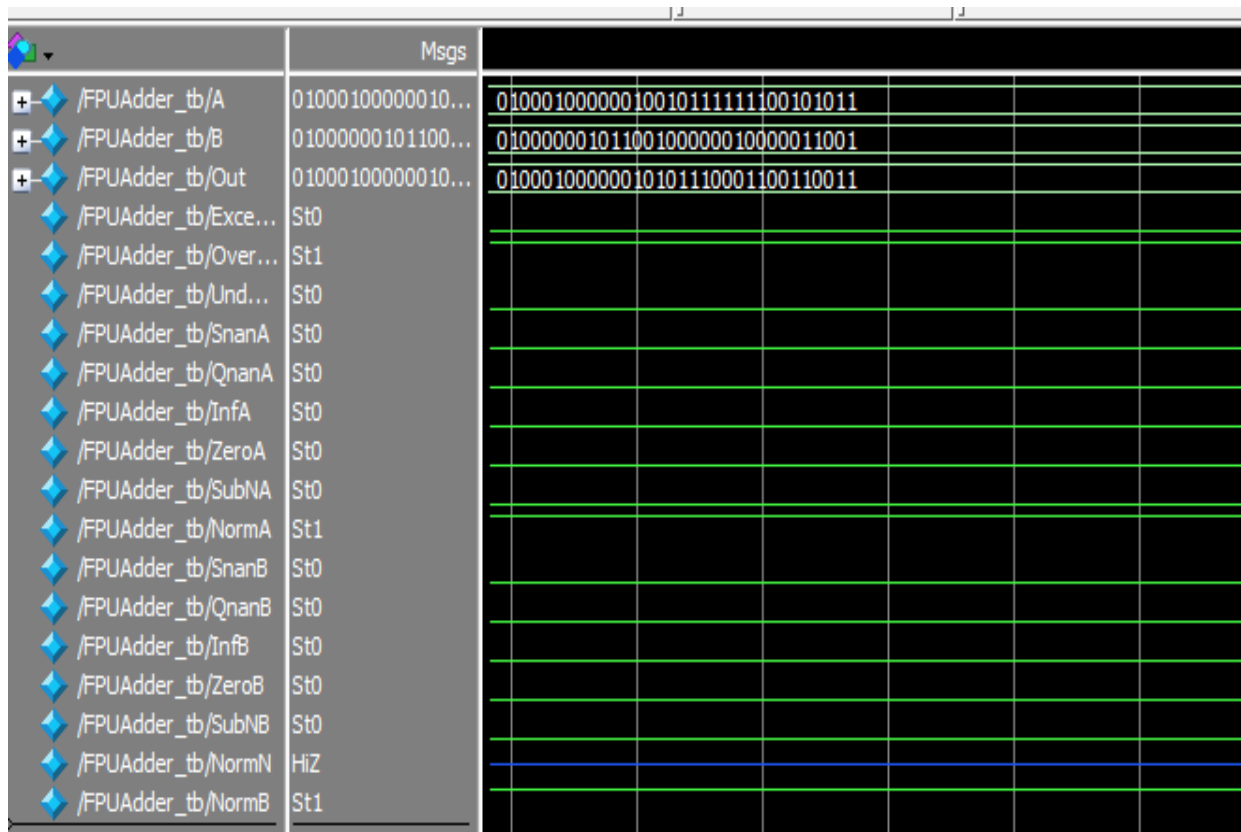 Msgs
/FPUAdder_tb/A 01000100000010... 01000100000010010111111100101011
/FPUAdder_tb/B 01000000101100... 01000000101100100000010000011001
/FPUAdder_tb/Out 01000100000010... 01000100000010101110001100110011
/FPUAdder_tb/Exce... St0
/FPUAdder_tb/Over... St1
/FPUAdder_tb/Und... St0
/FPUAdder_tb/SnanA St0
/FPUAdder_tb/QnanA St0
/FPUAdder_tb/InfA St0
/FPUAdder_tb/ZeroA St0
/FPUAdder_tb/SubNA St0
/FPUAdder_tb/NormA St1
/FPUAdder_tb/SnanB St0
/FPUAdder_tb/QnanB St0
/FPUAdder_tb/InfB St0
/FPUAdder_tb/ZeroB St0
/FPUAdder_tb/SubNB St0
/FPUAdder_tb/NormN HiZ
/FPUAdder_tb/NormB St1